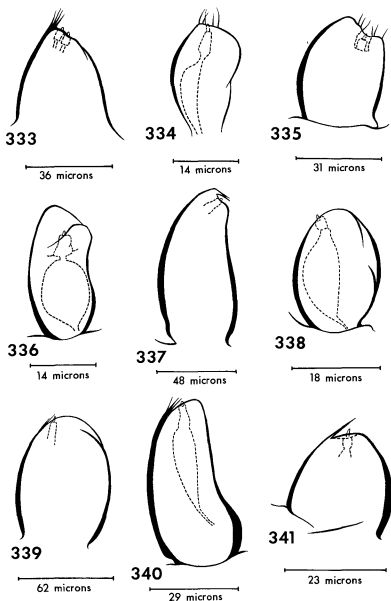 333
334
335
36 microns
14 microns
31 microns
336
337
338
14 microns
48 microns
18 microns
339
340
341
62 microns
29 microns
23 microns